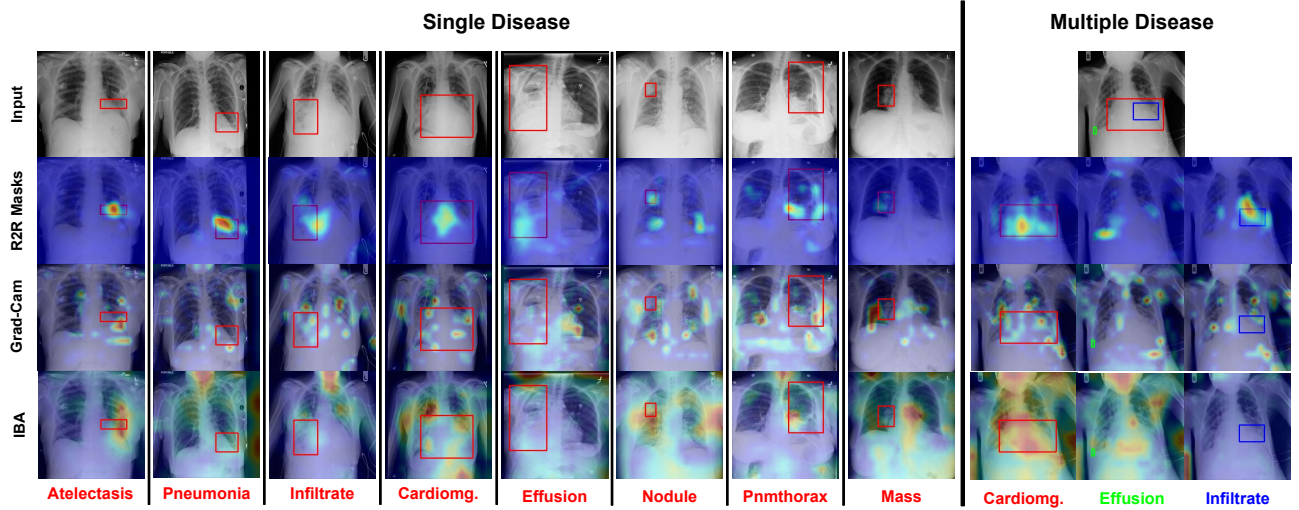 Single Disease
Multiple Disease
Input
R2R Masks
Grad-Cam
IBA
Atelectasis
Pneumonia
Infiltrate
Cardiomg.
Effusion
Nodule
Pnmthorax
Mass
Cardiomg.
Effusion
Infiltrate